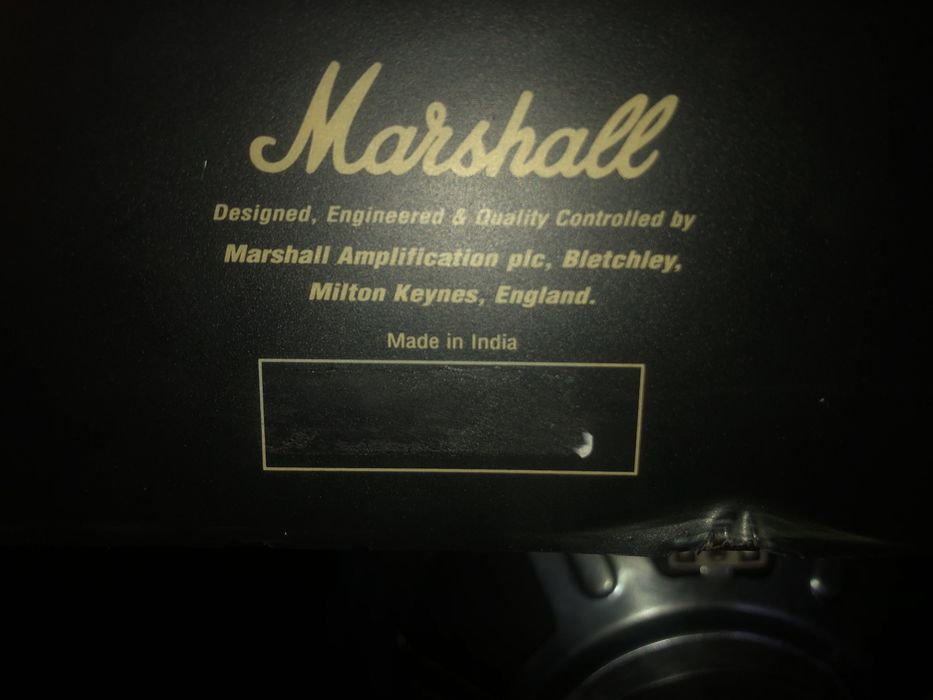 Marshall
Designed, Engineered & Quality Controlled by
Marshall Amplification plc, Bletchley,
Milton Keynes, England.
Made in India